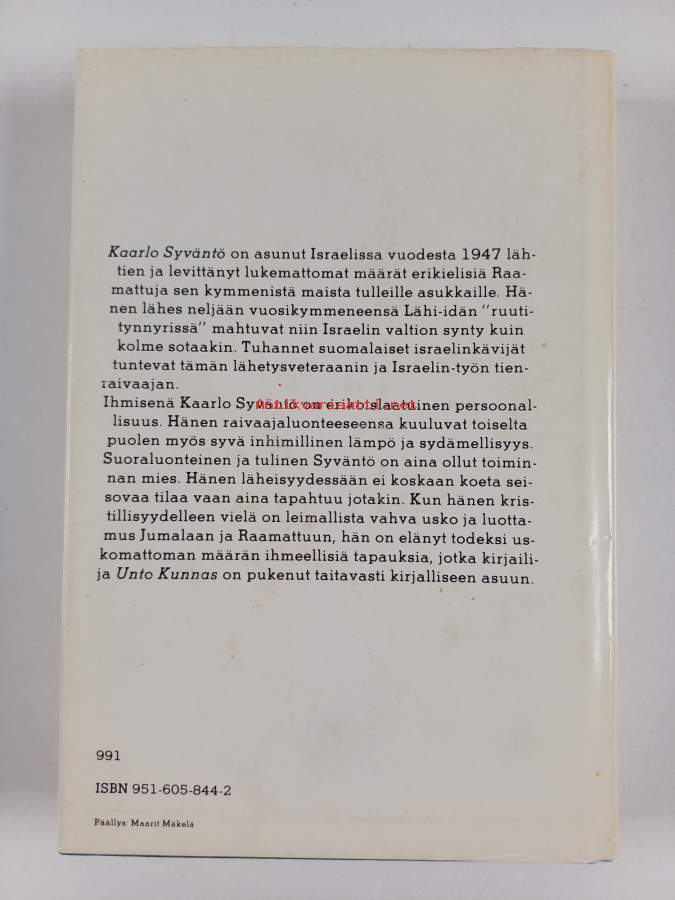 Kaarlo Syväntö on asunut Israelissa vuodesta 1947 läh-
tien ja levittänyt lukemattomat määrät erikielisiä Raa-
mattuja sen kymmenistä maista tulleille asukkaille. Hä-
nen lähes neljään vuosikymmeneensä Lähi-idän "ruuti-
tynnyrissä" mahtuvat niin Israelin valtion synty kuin
kolme sotaakin. Tuhannet suomalaiset israelinkävijät
tuntevat tämän lähetysveteraanin ja Israelin-työn tien-
raivaajan.
Ihmisenä Kaarlo Syväntö on erikoislaatuinen persoonal-
lisuus. Hänen raivaajaluonteeseensa kuuluvat toiselta
puolen myös syvä inhimillinen lämpö ja sydämellisyys.
Suoraluonteinen ja tulinen Syväntö on aina ollut toimin-
nan mies. Hänen läheisyydessään ei koskaan koeta sei-
sovaa tilaa vaan aina tapahtuu jotakin. Kun hänen kris-
tillisyydelleen vielä on leimallista vahva usko ja luotta-
mus Jumalaan ja Raamattuun, hän on elänyt todeksi us-
komattoman määrän ihmeellisiä tapauksia, jotka kirjaili-
ja Unto Kunnas on pukenut taitavasti kirjalliseen asuun.
antikvariaatti.net
991
ISBN 951-605-844-2
Päällys: Maarit Mäkelä